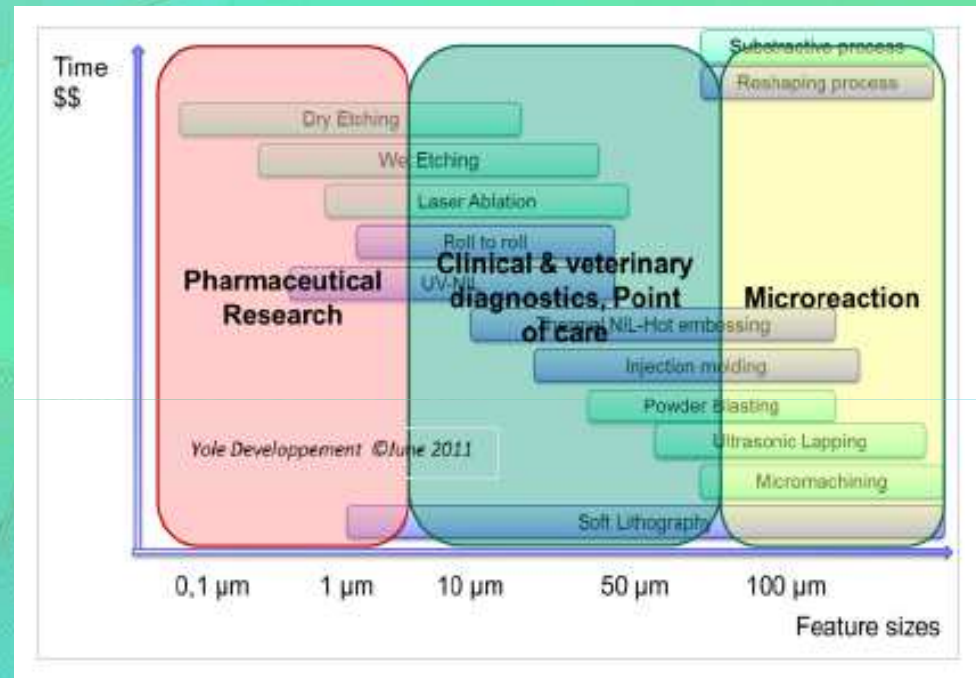 Time
$$
Substractive process
Reshaping process
Dry Etching
Wet Etching
Laser Ablation
Roll to roll
UV-NIL
Pharmaceutical
Research
Clinical & veterinary
diagnostics, Point
of care
Microreaction
Thermal NIL-Hot embossing
Injection molding
Powder Blasting
Yole Developpement ©June 2011
Ultrasonic Lapping
Micromachining
Soft Lithography
0,1 µm 1 µm 10 µm 50 µm 100 µm
Feature sizes